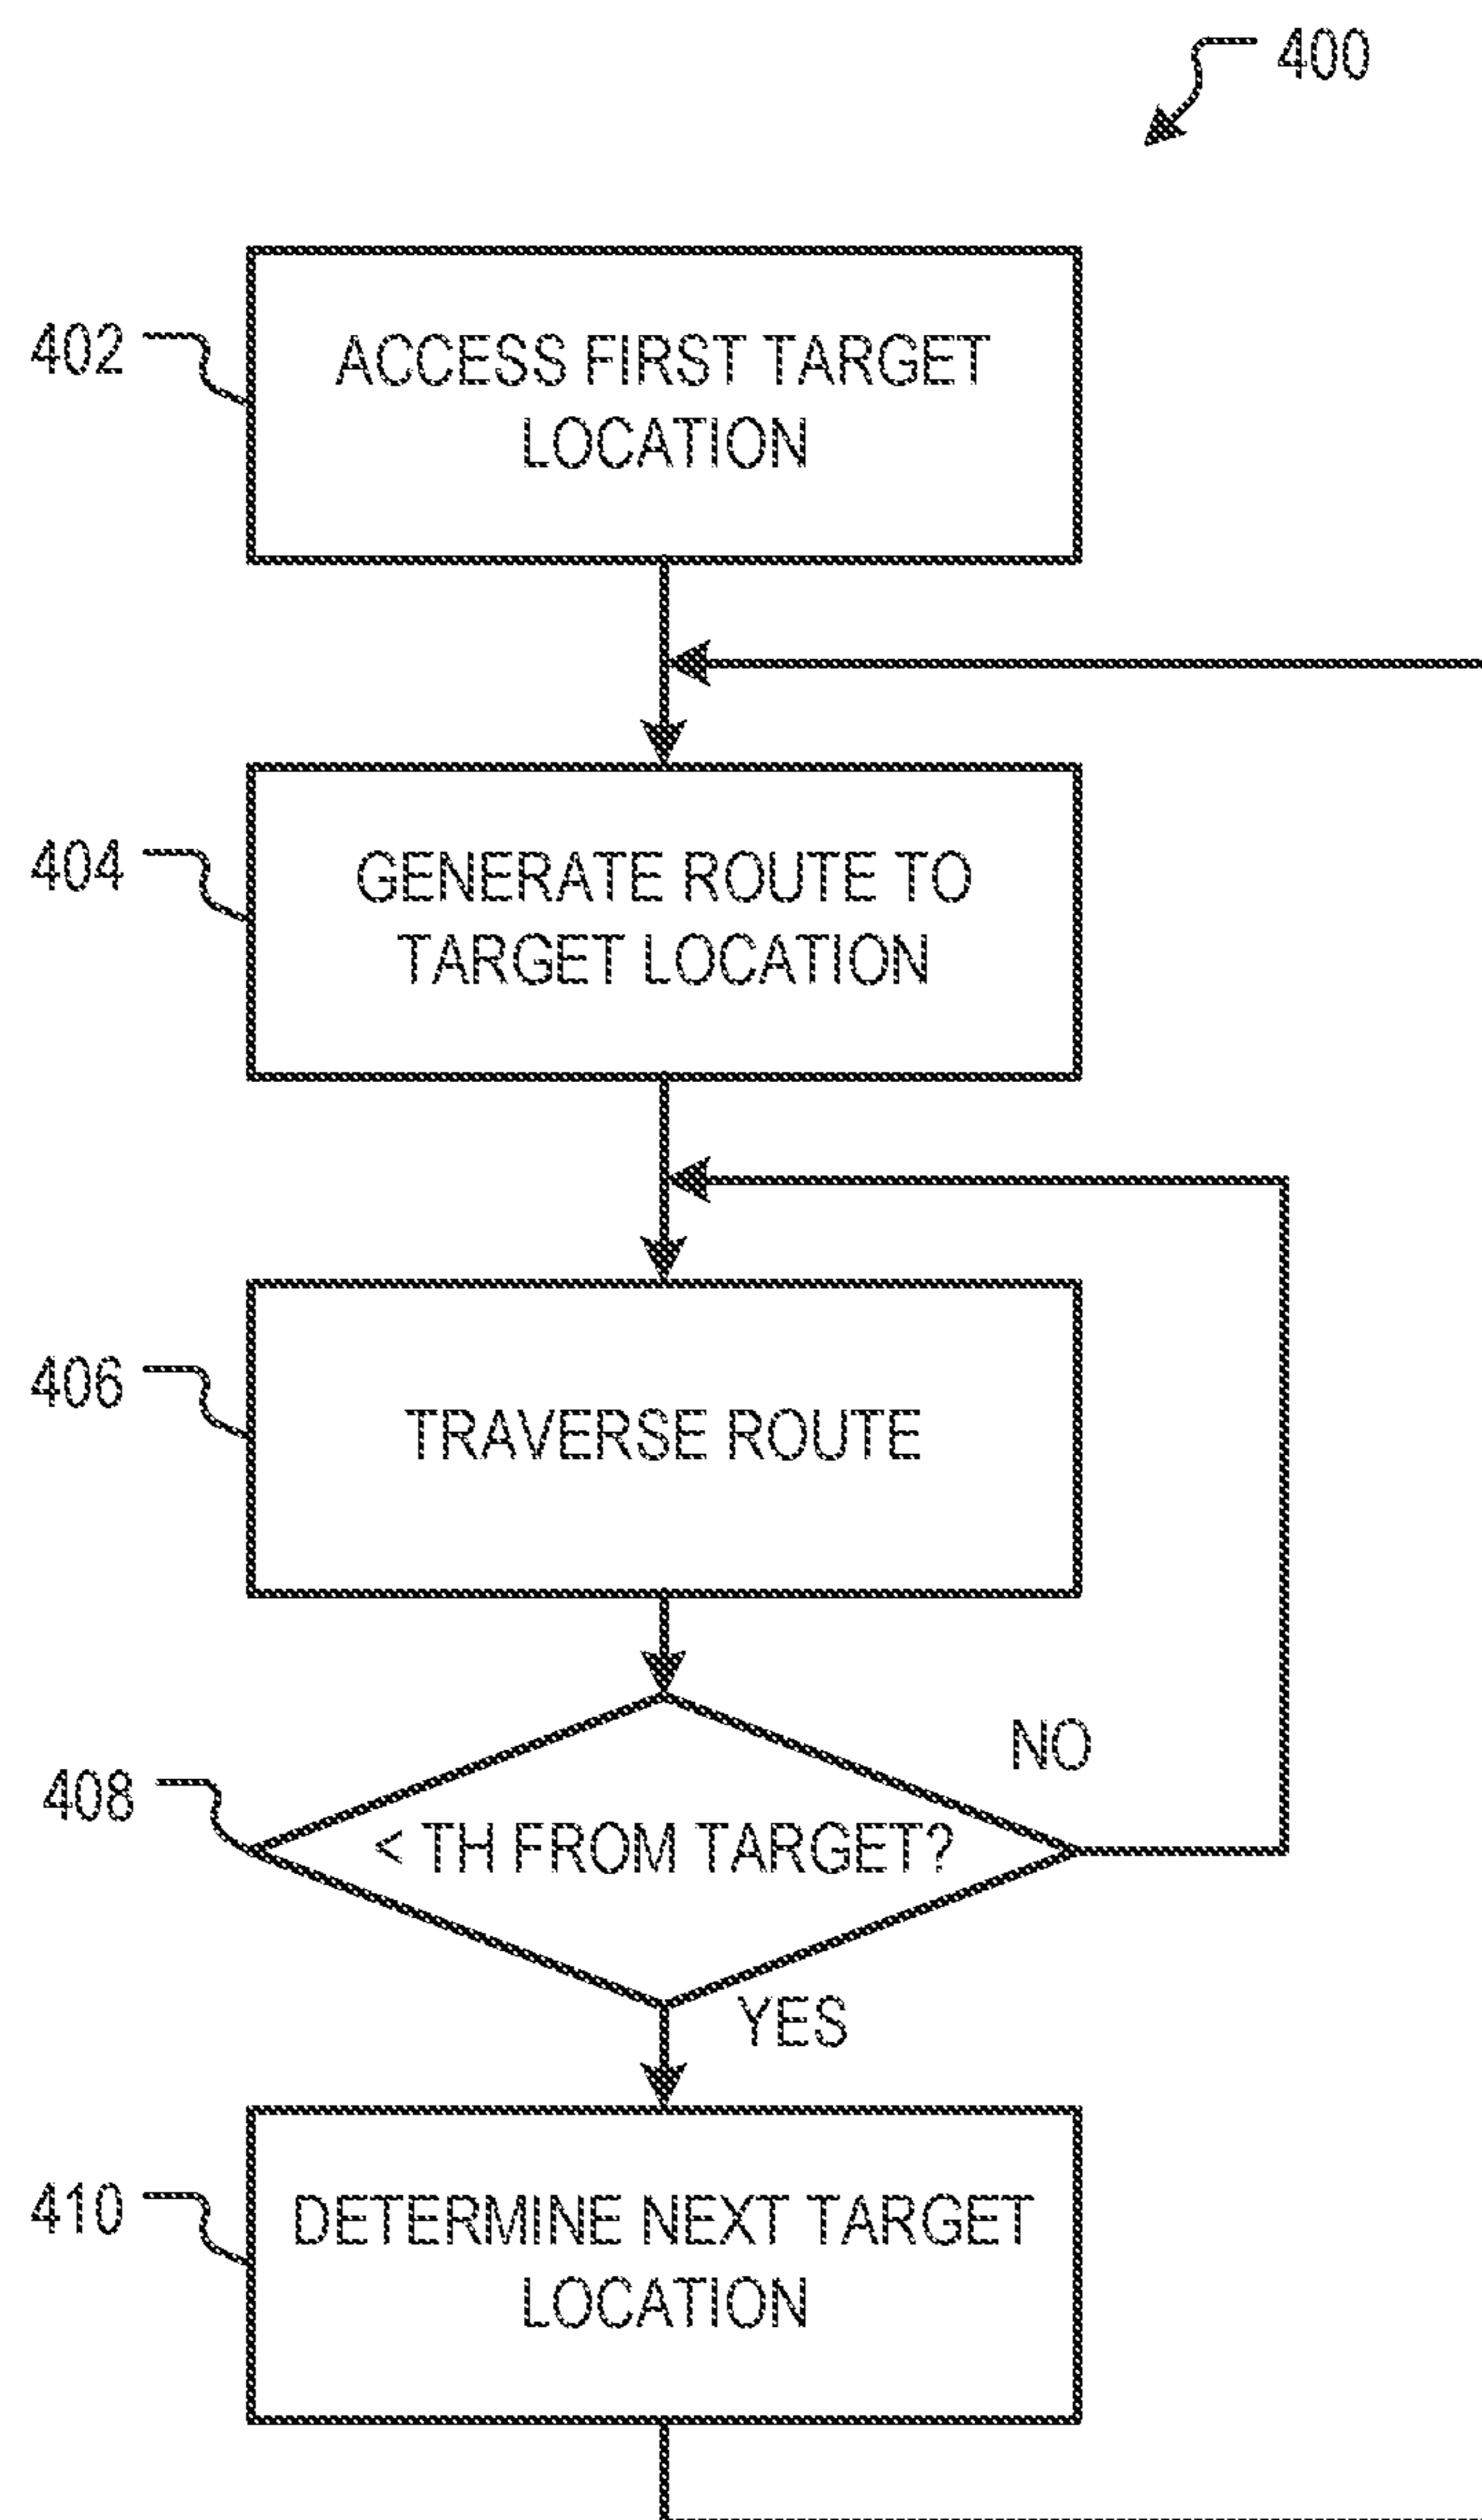 400
402
ACCESS FIRST TARGET
LOCATION
404
GENERATE ROUTE TO
TARGET LOCATION
406
TRAVERSE ROUTE
NO
408
< TH FROM TARGET?
YES
410
DETERMINE NEXT TARGET
LOCATION